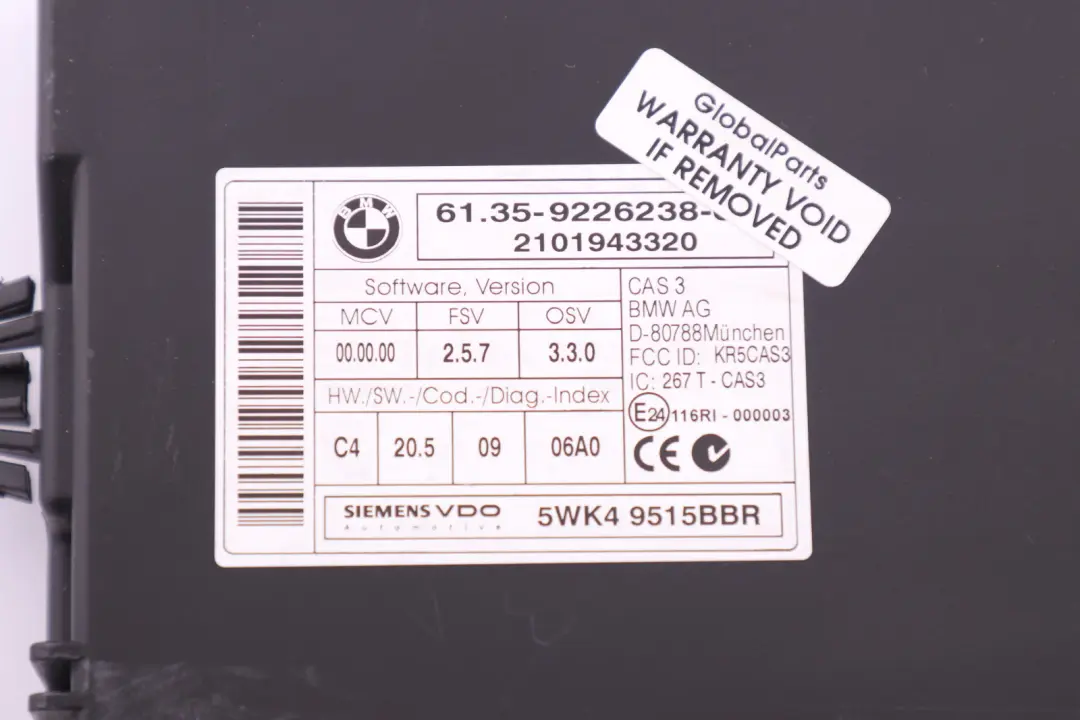 GlobalParts
WARRANTY VOID
IF REMOVED
BMW
61.35-9226238-
2101943320
Software, Version
MCV FSV OSV
00.00.00 2.5.7 3.3.0
HW./SW.-/Cod.-/Diag.-Index
C4 20.5 09 06A0
CAS 3
BMW AG
D-80788München
FCC ID: KR5CAS3
IC: 267 T - CAS3
E24 116RI - 000003
CE
SIEMENS VDO
Automotive
5WK4 9515BBR